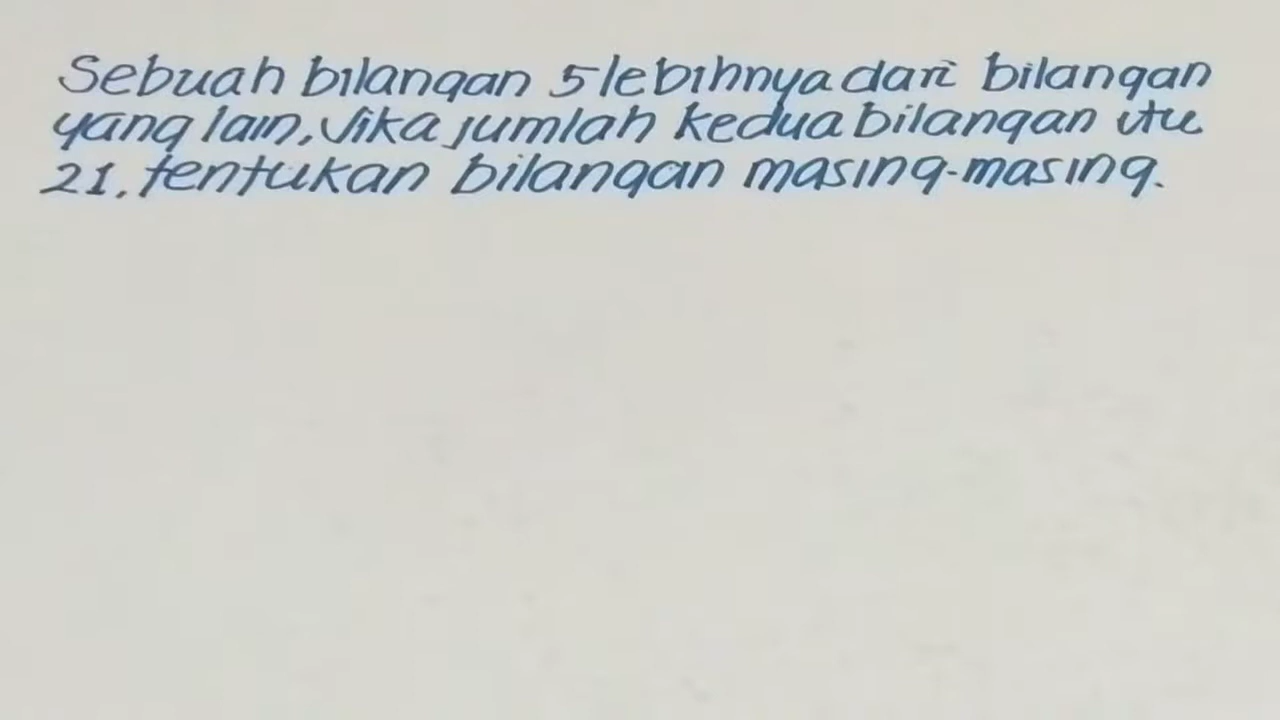 Sebuah bilangan 5 lebihnya dari bilangan
yang lain, Jika jumlah kedua bilangan itu
21, tentukan bilangan masing-masing.